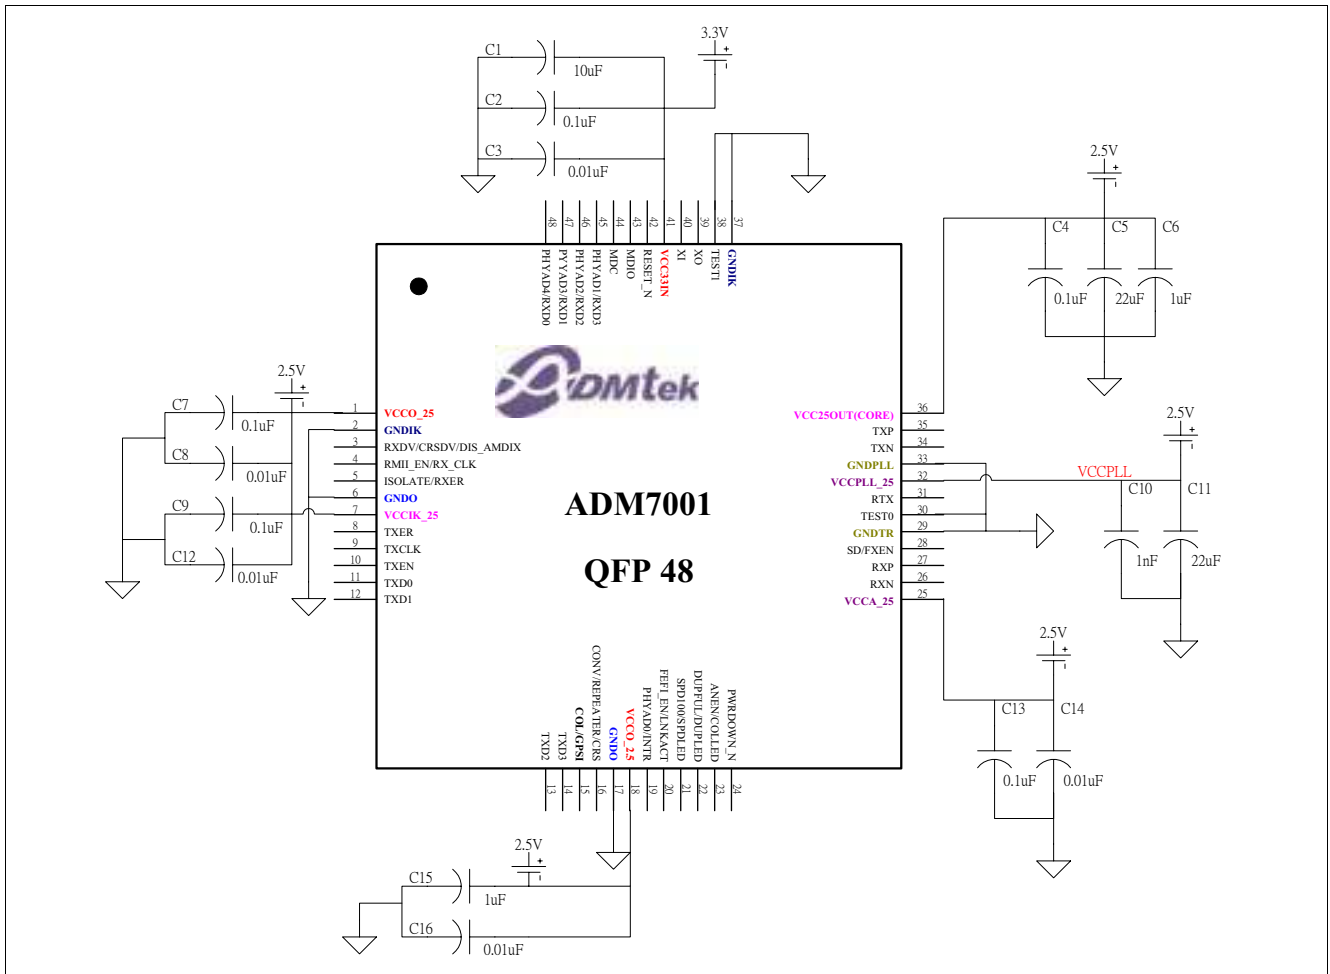 C1
10uF
3.3V
+
-
C2
0.1uF
C3
0.01uF
48
47
46
45
44
43
42
41
40
39
38
37
PHYAD4/RXD0
PYYAD3/RXD1
PHYAD2/RXD2
PHYAD1/RXD3
MDC
MDIO
RESET_N
VCC33IN
XI
XO
TESTI
GNDIK
2.5V
+
-
C4
C5
C6
0.1uF
22uF
1uF
ADMtek
2.5V
+
-
C7
0.1uF
C8
0.01uF
C9
0.1uF
C12
0.01uF
1 VCCO_25
2 GNDIK
3 RXDV/CRSDV/DIS_AMDIX
4 RMII_EN/RX_CLK
5 ISOLATE/RXER
6 GNDO
7 VCCIK_25
8 TXER
9 TXCLK
10 TXEN
11 TXD0
12 TXD1
ADM7001
QFP 48
VCC25OUT(CORE) 36
TXP 35
TXN 34
GNDPLL 33
VCCPLL_25 32
RTX 31
TEST0 30
GNDTR 29
SD/FXEN 28
RXP 27
RXN 26
VCCA_25 25
2.5V
+
-
VCCPLL
C10
C11
1nF
22uF
2.5V
+
-
C13
C14
0.1uF
0.01uF
TXD2
TXD3
COL/GPSI
CONV/REPEATER/CRS
GNDO
VCCO_2.5
PHYAD0/INTR
FEFI_EN/LNKACT
SPD100/SPDLED
DUPFUL/DUPLED
ANEN/COLLED
PWRDOWN_N
13
14
15
16
17
18
19
20
21
22
23
24
2.5V
+
-
C15
1uF
C16
0.01uF